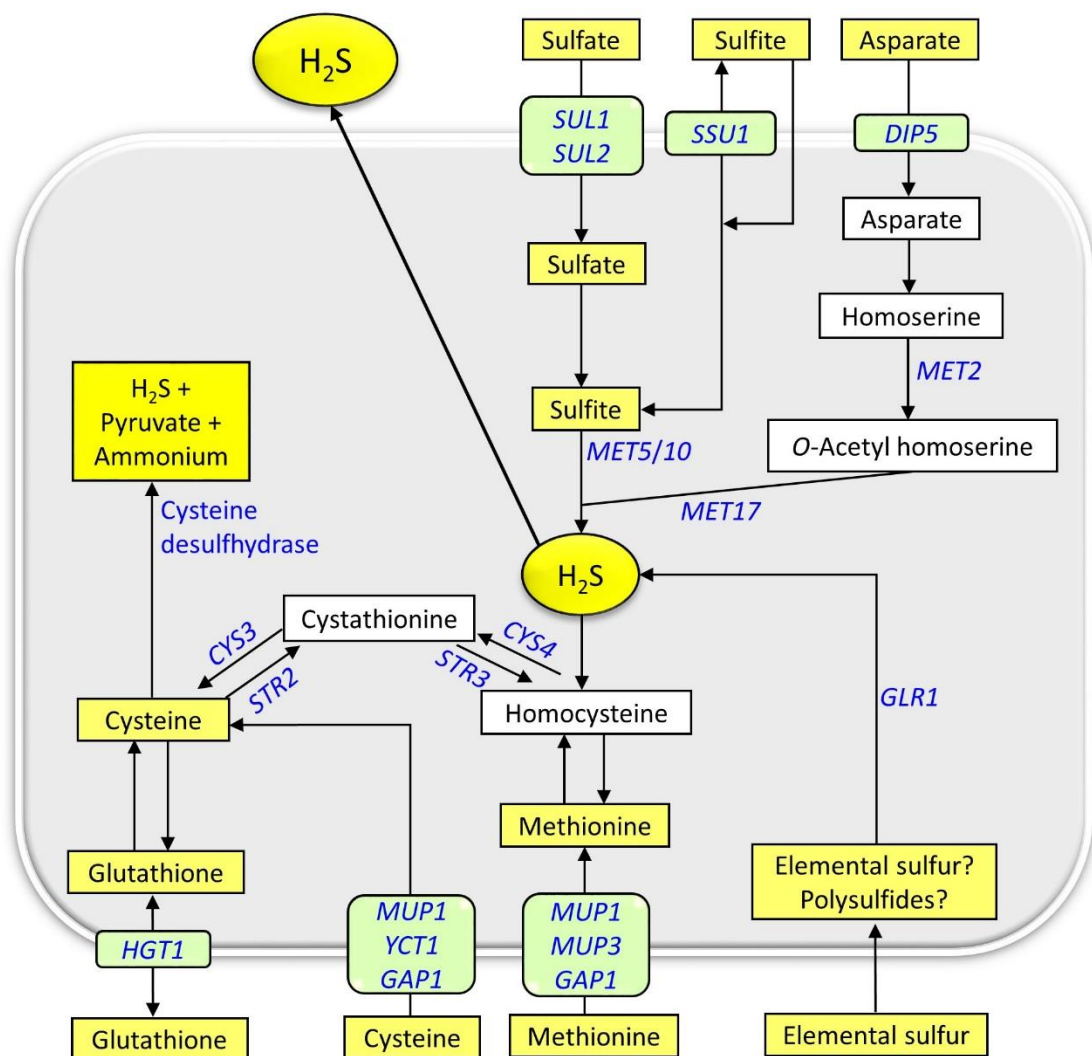 H₂S
Sulfate
Sulfite
Asparate
SUL1
SUL2
SSU1
DIP5
Asparate
Sulfate
Homoserine
MET2
H₂S +
Pyruvate +
Ammonium
Sulfite
MET5/10
O-Acetyl homoserine
MET17
Cysteine
desulfhydrase
H₂S
Cystathionine
CYS3
STR2
CYS4
STR3
GLR1
Cysteine
Homocysteine
Methionine
Glutathione
Elemental sulfur?
Polysulfides?
HGT1
MUP1
YCT1
GAP1
MUP1
MUP3
GAP1
Glutathione
Cysteine
Methionine
Elemental sulfur